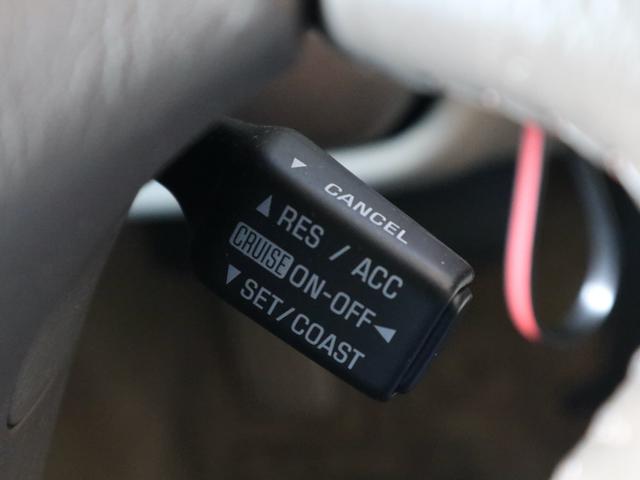 CANCEL
RES / ACC
CRUISE ON-OFF
SET/COAST